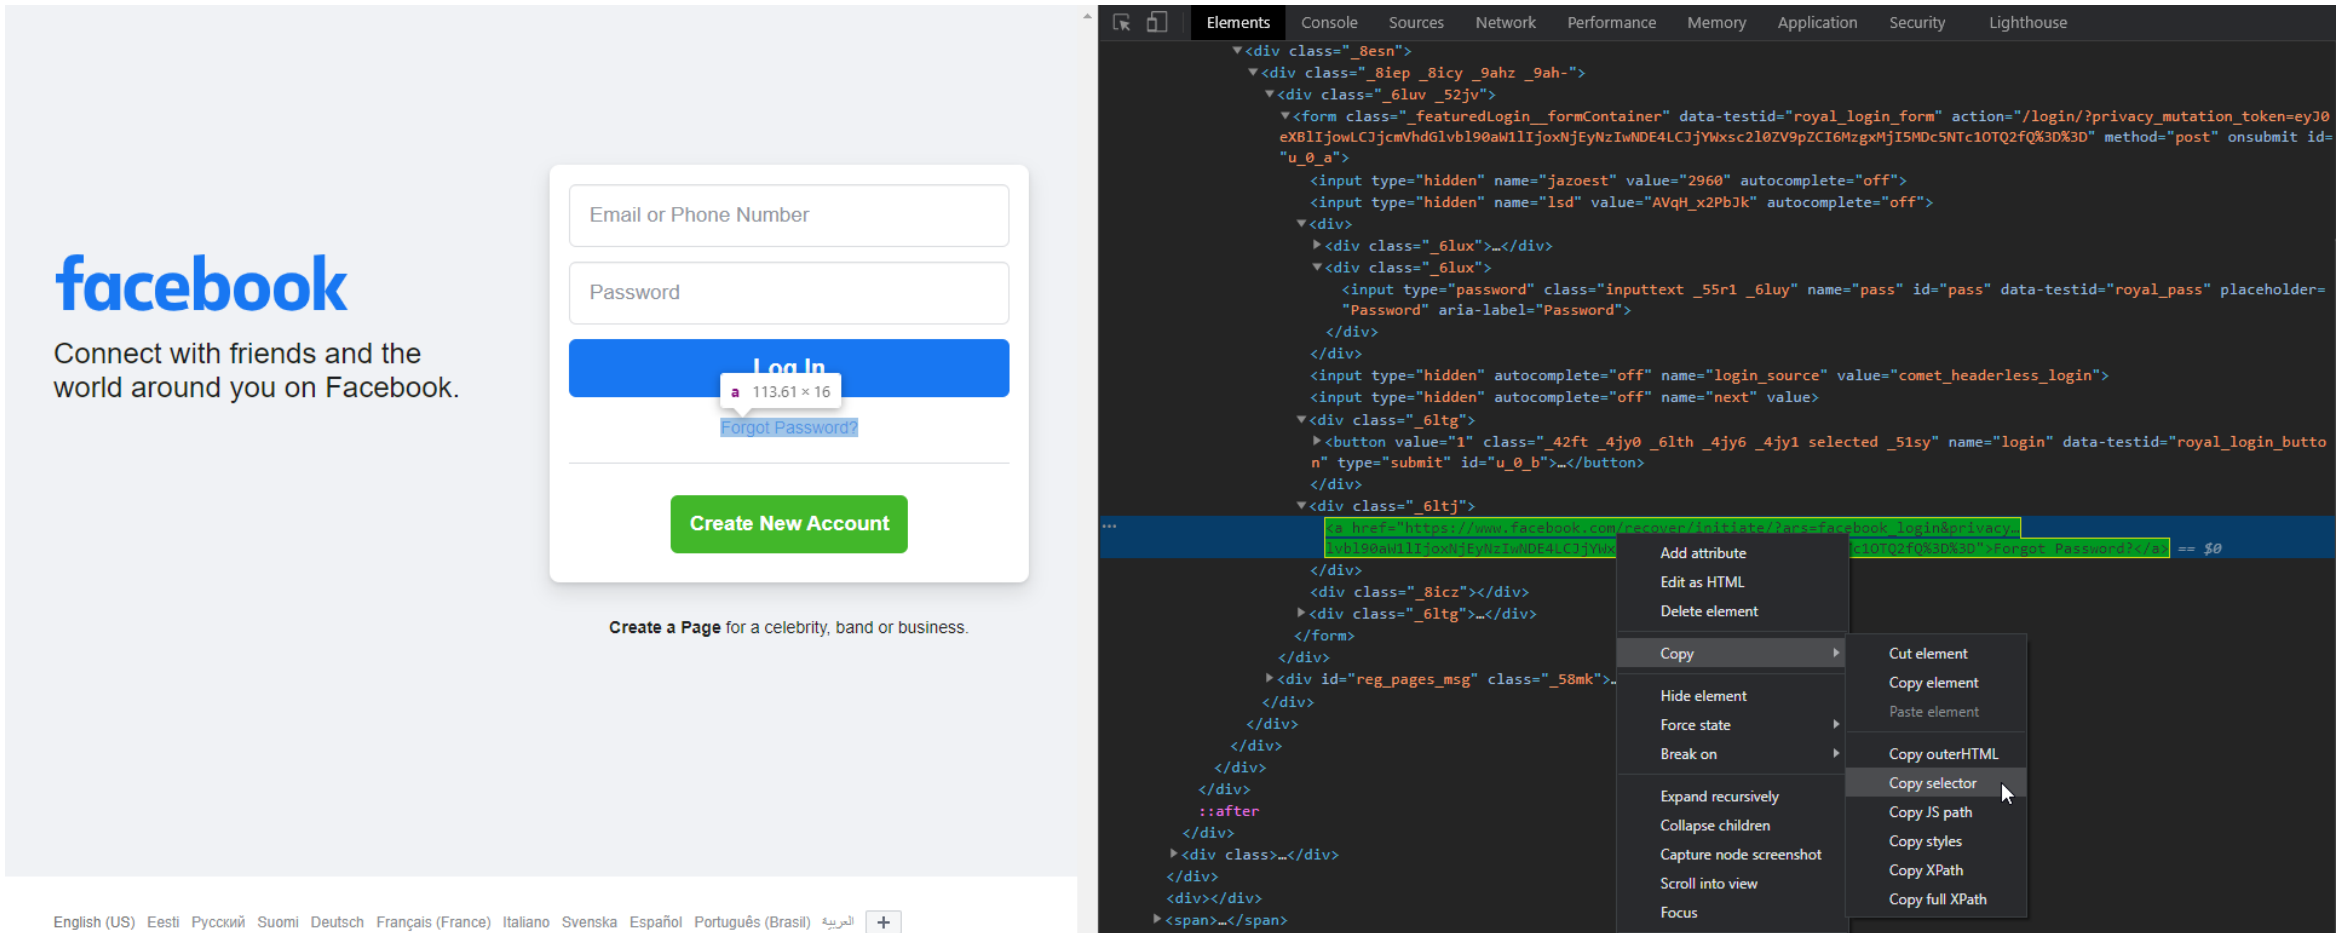 facebook
Connect with friends and the
world around you on Facebook.
Email or Phone Number
Password
Log In
a 113.61 × 16
Forgot Password?
Create New Account
Create a Page for a celebrity, band or business.
English (US) Eesti Русский Suomi Deutsch Français (France) Italiano Svenska Español Português (Brasil) العربية +
Elements Console Sources Network Performance Memory Application Security Lighthouse
<div class="_8esn">
<div class="_8iep _8icy _9ahz _9ah-">
<div class="_6luv _52jv">
<form class="_featuredLogin__formContainer" data-testid="royal_login_form" action="/login/?privacy_mutation_token=eyJ0
eXBlIjowLCJjcmVhdGlvbl90aW1lIjoxNjEyNzIwNDE4LCJjYWxsc2l0ZV9pZCI6MzgxMjI5MDc5NTc1OTQ2fQ%3D%3D" method="post" onsubmit id=
"u_0_a">
<input type="hidden" name="jazoest" value="2960" autocomplete="off">
<input type="hidden" name="lsd" value="AVqH_x2PbJk" autocomplete="off">
<div>
<div class="_6lux">…</div>
<div class="_6lux">
<input type="password" class="inputtext _55r1 _6luy" name="pass" id="pass" data-testid="royal_pass" placeholder=
"Password" aria-label="Password">
</div>
</div>
<input type="hidden" autocomplete="off" name="login_source" value="comet_headerless_login">
<input type="hidden" autocomplete="off" name="next" value>
<div class="_6ltg">
<button value="1" class="_42ft _4jy0 _6lth _4jy6 _4jy1 selected _51sy" name="login" data-testid="royal_login_butto
n" type="submit" id="u_0_b">…</button>
</div>
<div class="_6ltj">
<a href="https://www.facebook.com/recover/initiate/?ars=facebook_login&privacy…
lvbl90aW1lIjoxNjEyNzIwNDE4LCJjYWx c1OTQ2fQ%3D%3D">Forgot Password?</a> == $0
</div>
<div class="_8icz"></div>
<div class="_6ltg">…</div>
</form>
</div>
<div id="reg_pages_msg" class="_58mk">…
</div>
</div>
</div>
</div>
</div>
::after
</div>
<div class>…</div>
</div>
<div></div>
<span>…</span>
Add attribute
Edit as HTML
Delete element
Copy
Hide element
Force state
Break on
Expand recursively
Collapse children
Capture node screenshot
Scroll into view
Focus
Cut element
Copy element
Paste element
Copy outerHTML
Copy selector
Copy JS path
Copy styles
Copy XPath
Copy full XPath